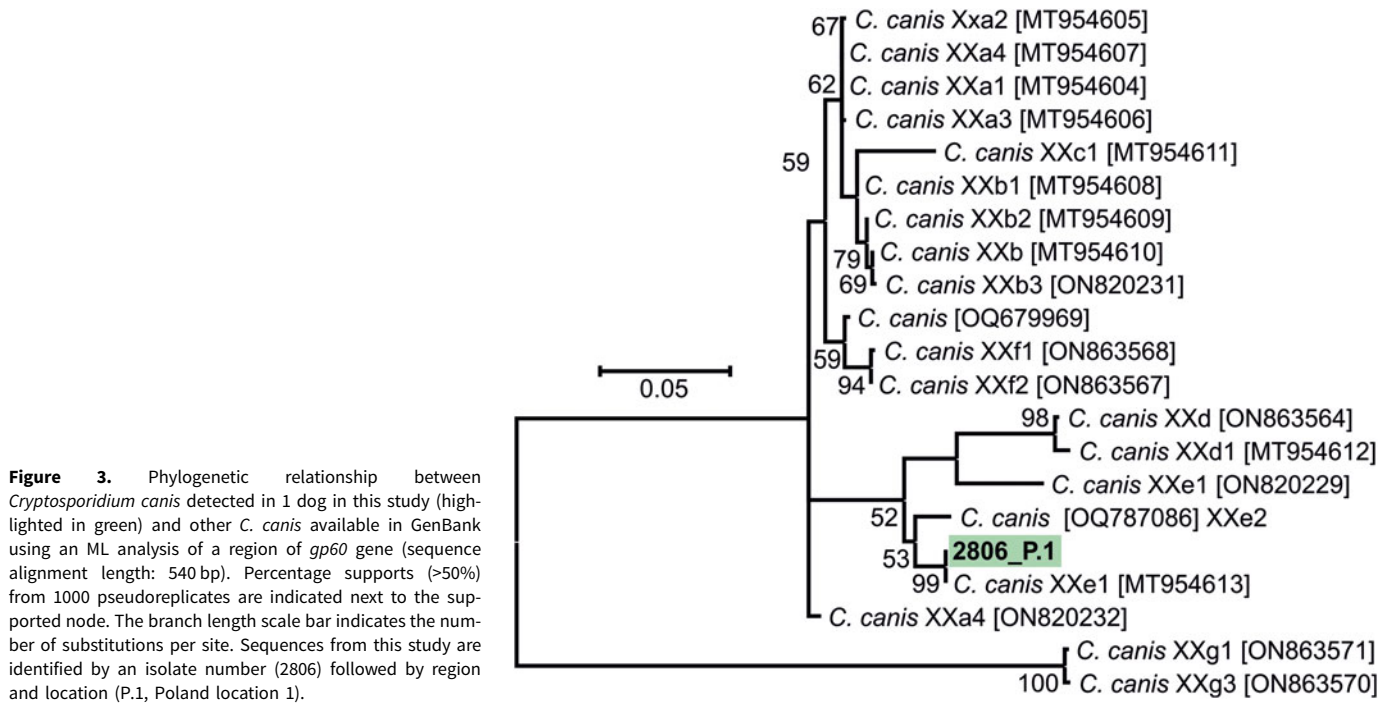 67 C. canis Xxa2 [MT954605]
C. canis XXa4 [MT954607]
62 C. canis XXa1 [MT954604]
C. canis XXa3 [MT954606]
59 C. canis XXc1 [MT954611]
C. canis XXb1 [MT954608]
C. canis XXb2 [MT954609]
79 C. canis XXb [MT954610]
69 C. canis XXb3 [ON820231]
C. canis [OQ679969]
59 C. canis XXf1 [ON863568]
94 C. canis XXf2 [ON863567]
0.05
98 C. canis XXd [ON863564]
C. canis XXd1 [MT954612]
C. canis XXe1 [ON820229]
52 C. canis [OQ787086] XXe2
53 2806_P.1
99 C. canis XXe1 [MT954613]
C. canis XXa4 [ON820232]
C. canis XXg1 [ON863571]
100 C. canis XXg3 [ON863570]
Figure 3. Phylogenetic relationship between
Cryptosporidium canis detected in 1 dog in this study (high-
lighted in green) and other C. canis available in GenBank
using an ML analysis of a region of gp60 gene (sequence
alignment length: 540 bp). Percentage supports (>50%)
from 1000 pseudoreplicates are indicated next to the sup-
ported node. The branch length scale bar indicates the num-
ber of substitutions per site. Sequences from this study are
identified by an isolate number (2806) followed by region
and location (P.1, Poland location 1).